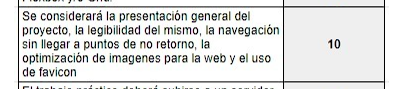 Se considerará la presentación general del
proyecto, la legibilidad del mismo, la navegación
sin llegar a puntos de no retorno, la
optimización de imagenes para la web y el uso
de favicon
10